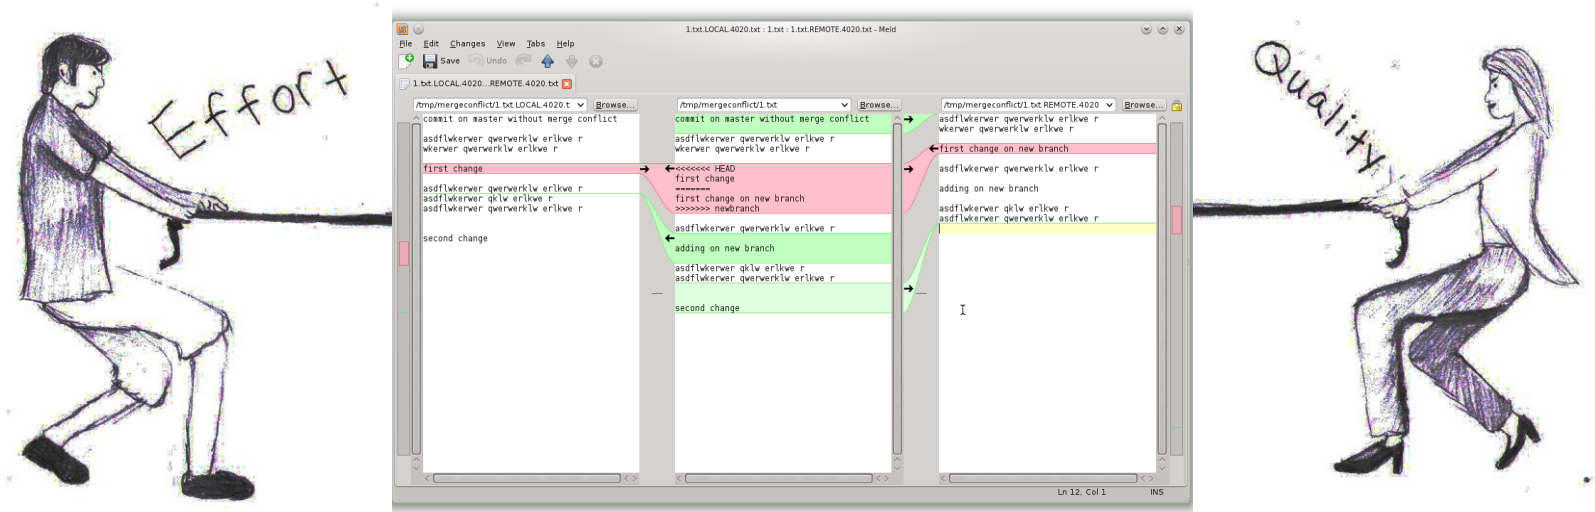 Effort
1.txt.LOCAL.4020.txt : 1.txt : 1.txt.REMOTE.4020.txt - Meld
File Edit Changes View Tabs Help
Save Undo
1.txt.LOCAL.4020...REMOTE.4020.txt
/tmp/mergeconflict/1.txt.LOCAL.4020.t Browse... /tmp/mergeconflict/1.txt Browse... /tmp/mergeconflict/1.txt.REMOTE.4020 Browse...
commit on master without merge conflict
asdflwkerwer qwerwerklw erlkwe r
wkerwer qwerwerklw erlkwe r
first change
asdflwkerwer qwerwerklw erlkwe r
asdflwkerwer qklw erlkwe r
asdflwkerwer qwerwerklw erlkwe r
second change
commit on master without merge conflict
asdflwkerwer qwerwerklw erlkwe r
wkerwer qwerwerklw erlkwe r
<<<<<<< HEAD
first change
=======
first change on new branch
>>>>>>> newbranch
asdflwkerwer qwerwerklw erlkwe r
adding on new branch
asdflwkerwer qklw erlkwe r
asdflwkerwer qwerwerklw erlkwe r
second change
asdflwkerwer qwerwerklw erlkwe r
wkerwer qwerwerklw erlkwe r
first change on new branch
asdflwkerwer qwerwerklw erlkwe r
adding on new branch
asdflwkerwer qklw erlkwe r
asdflwkerwer qwerwerklw erlkwe r
Ln 12, Col 1 INS
Quality